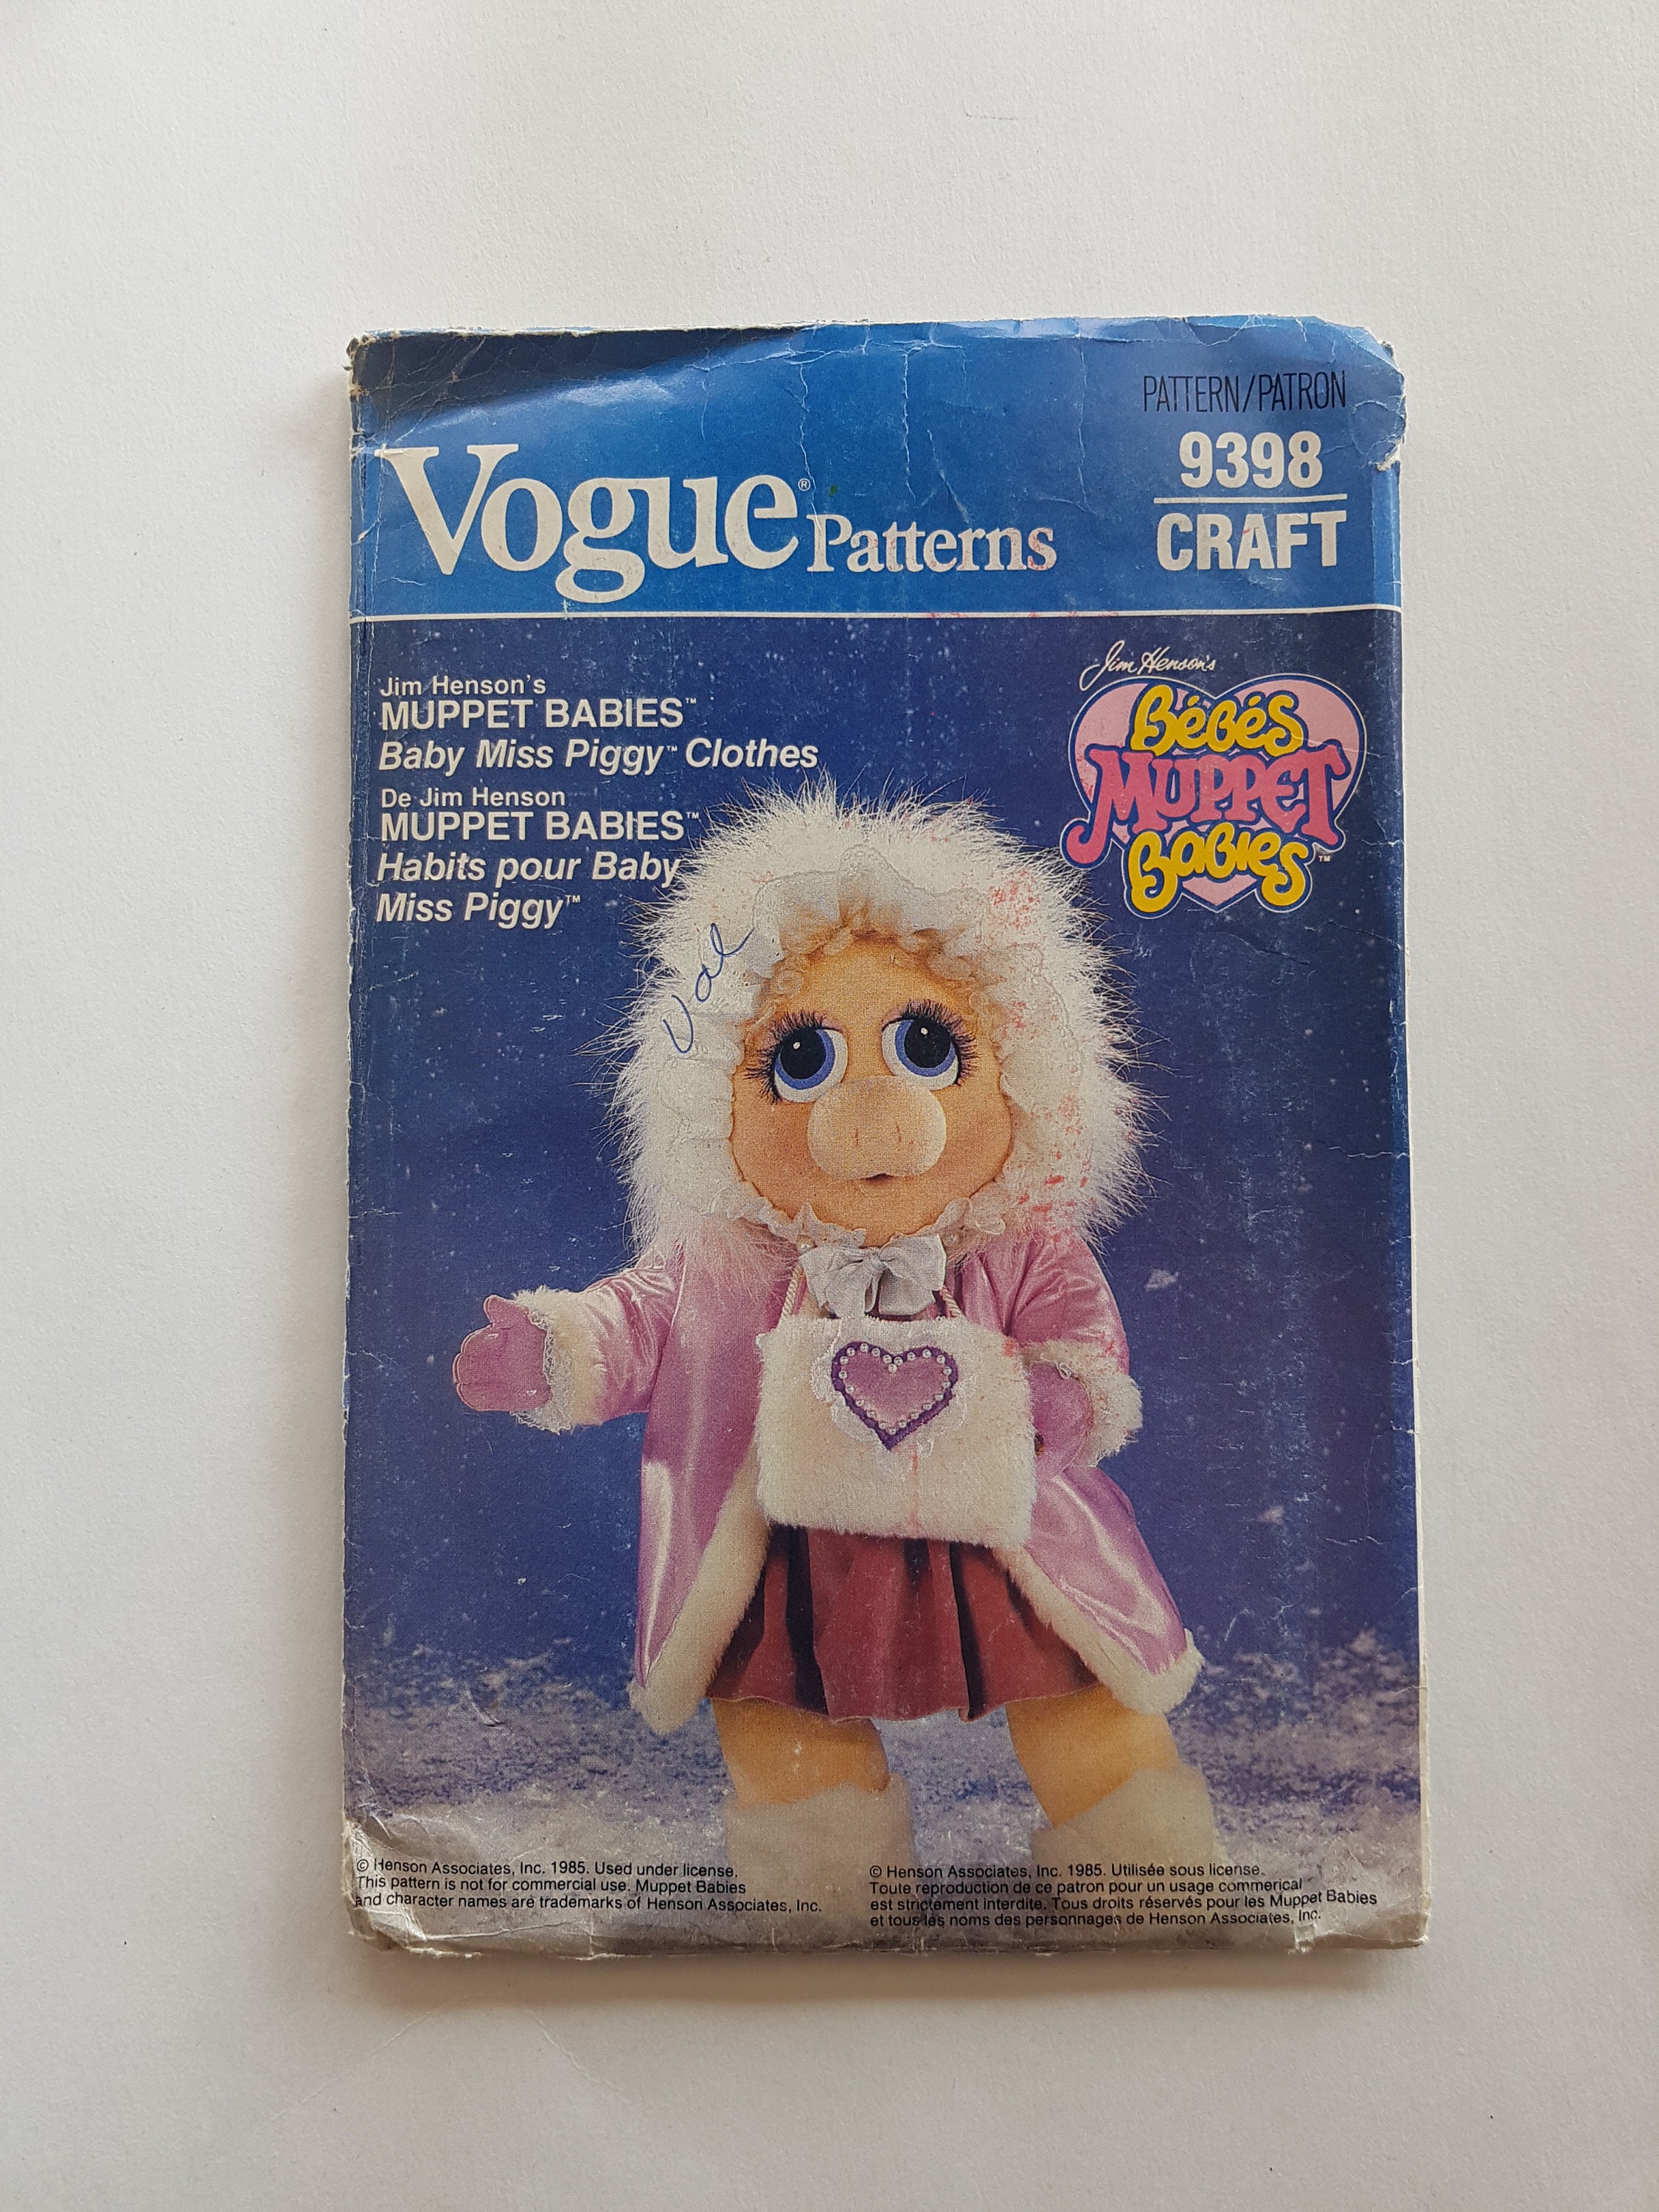 PATTERN/PATRON
9398
CRAFT
Vogue® Patterns
Jim Henson's
MUPPET BABIES™
Baby Miss Piggy™ Clothes
De Jim Henson
MUPPET BABIES™
Habits pour Baby
Miss Piggy™
Jim Henson's
Bébés
MUPPET
Babies™
Val
© Henson Associates, Inc. 1985. Used under license.
This pattern is not for commercial use. Muppet Babies
and character names are trademarks of Henson Associates, Inc.
© Henson Associates, Inc. 1985. Utilisée sous license.
Toute reproduction de ce patron pour un usage commerical
est strictement interdite. Tous droits réservés pour les Muppet Babies
et tous les noms des personnages de Henson Associates, Inc.